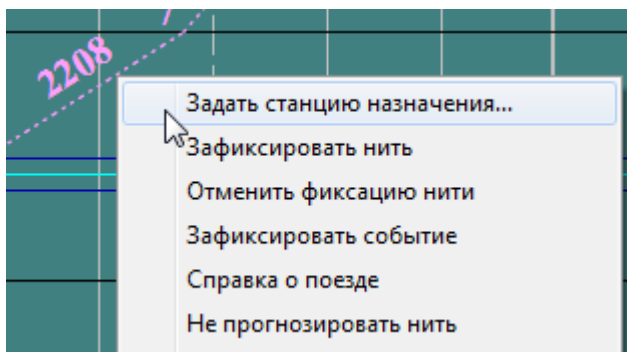 2208
Задать станцию назначения...
Зафиксировать нить
Отменить фиксацию нити
Зафиксировать событие
Справка о поезде
Не прогнозировать нить